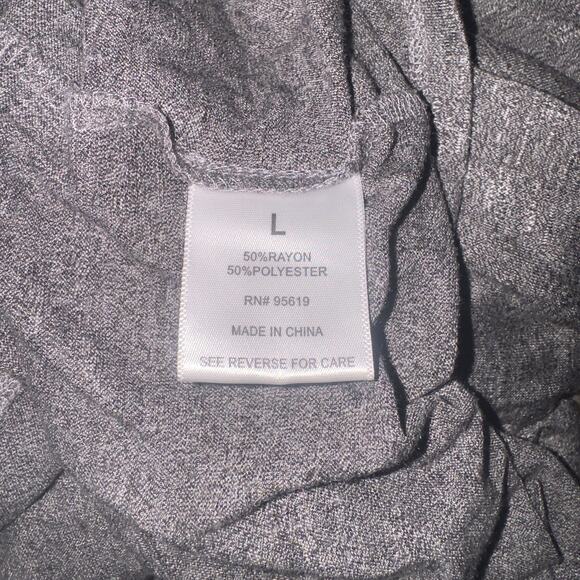 L
50%RAYON
50%POLYESTER
RN# 95619
MADE IN CHINA
SEE REVERSE FOR CARE